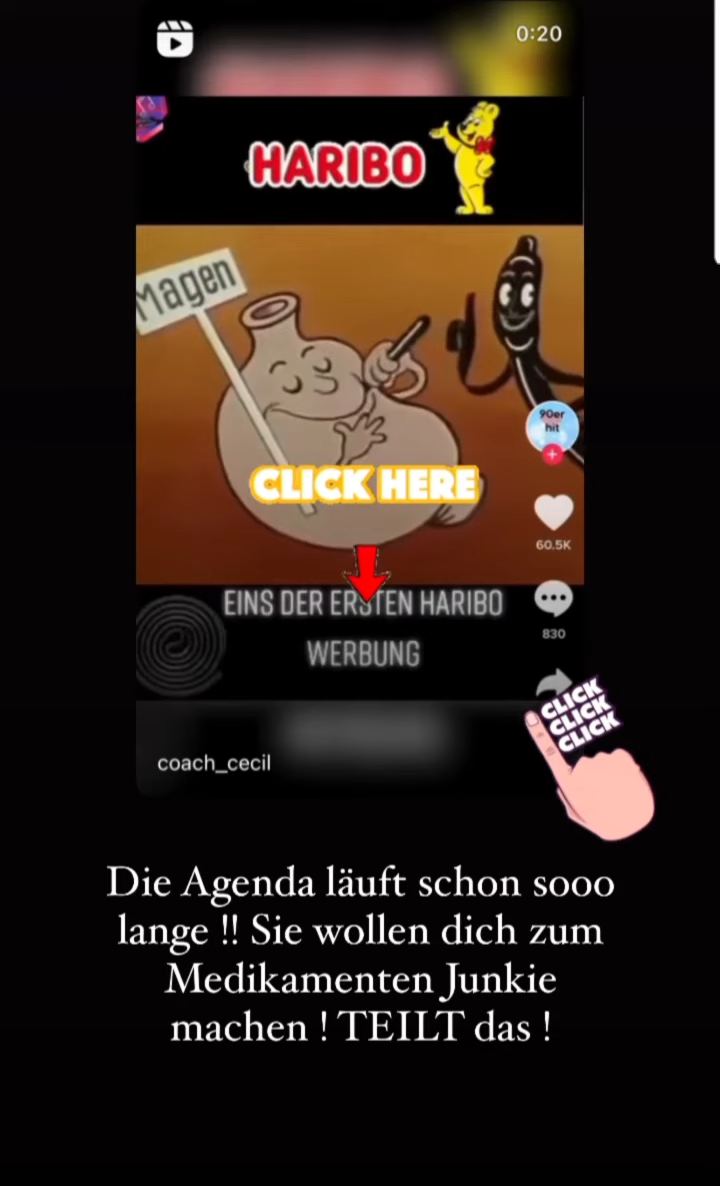 0:20
HARIBO
Magen
90er
hit
CLICK HERE
60.5K
EINS DER ERSTEN HARIBO
WERBUNG
830
CLICK
CLICK
CLICK
coach_cecil
Die Agenda läuft schon sooo
lange !! Sie wollen dich zum
Medikamenten Junkie
machen ! TEILT das !